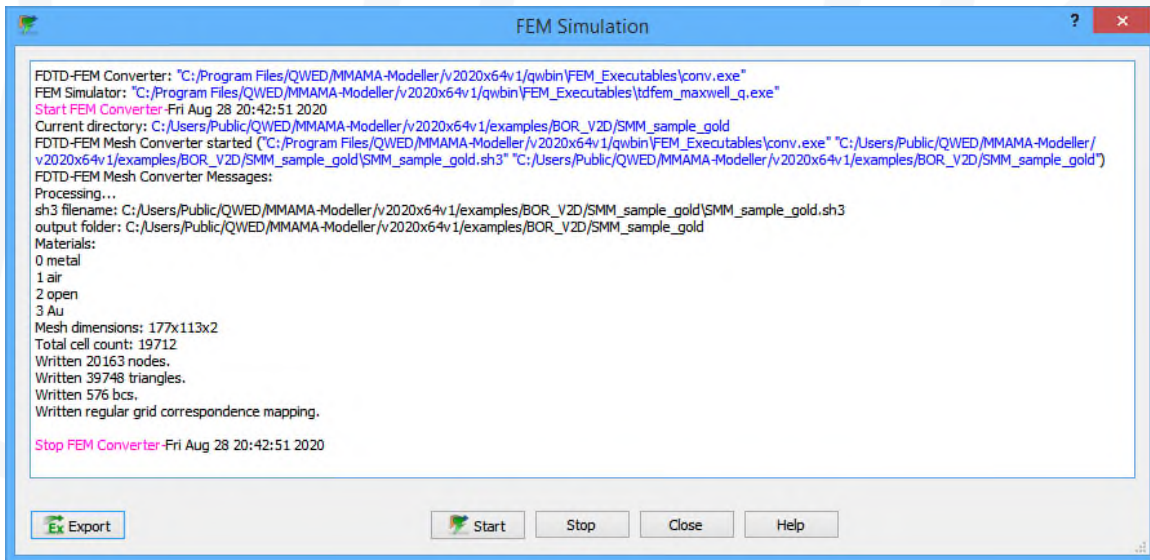 FEM Simulation
?
×
FDTD-FEM Converter: "C:/Program Files/QWED/MMAMA-Modeller/v2020x64v1/qwbin\FEM_Executables\conv.exe"
FEM Simulator: "C:/Program Files/QWED/MMAMA-Modeller/v2020x64v1/qwbin\FEM_Executables\tdfem_maxwell_q.exe"
Start FEM Converter-Fri Aug 28 20:42:51 2020
Current directory: C:/Users/Public/QWED/MMAMA-Modeller/v2020x64v1/examples/BOR_V2D/SMM_sample_gold
FDTD-FEM Mesh Converter started ("C:/Program Files/QWED/MMAMA-Modeller/v2020x64v1/qwbin\FEM_Executables\conv.exe" "C:/Users/Public/QWED/MMAMA-Modeller/
v2020x64v1/examples/BOR_V2D/SMM_sample_gold\SMM_sample_gold.sh3" "C:/Users/Public/QWED/MMAMA-Modeller/v2020x64v1/examples/BOR_V2D/SMM_sample_gold")
FDTD-FEM Mesh Converter Messages:
Processing...
sh3 filename: C:/Users/Public/QWED/MMAMA-Modeller/v2020x64v1/examples/BOR_V2D/SMM_sample_gold\SMM_sample_gold.sh3
output folder: C:/Users/Public/QWED/MMAMA-Modeller/v2020x64v1/examples/BOR_V2D/SMM_sample_gold
Materials:
0 metal
1 air
2 open
3 Au
Mesh dimensions: 177x113x2
Total cell count: 19712
Written 20163 nodes.
Written 39748 triangles.
Written 576 bcs.
Written regular grid correspondence mapping.
Stop FEM Converter-Fri Aug 28 20:42:51 2020
Ex Export
Start
Stop
Close
Help